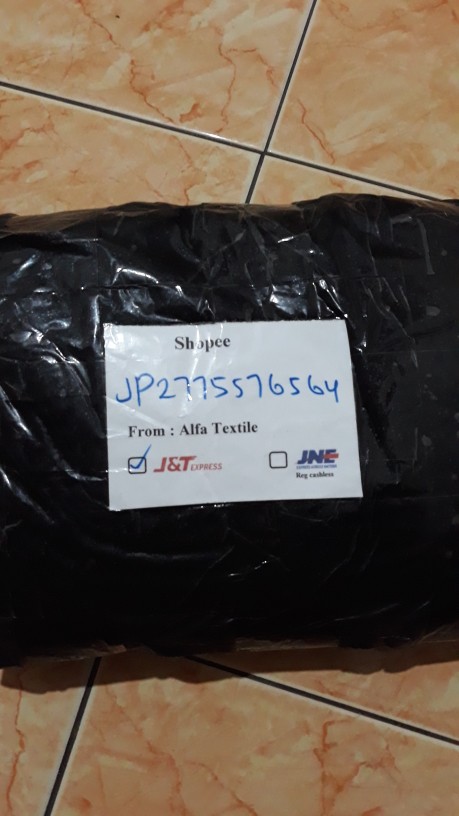 Shopee
JP2775576564
From : Alfa Textile
J&T EXPRESS
JNE
Reg cashless